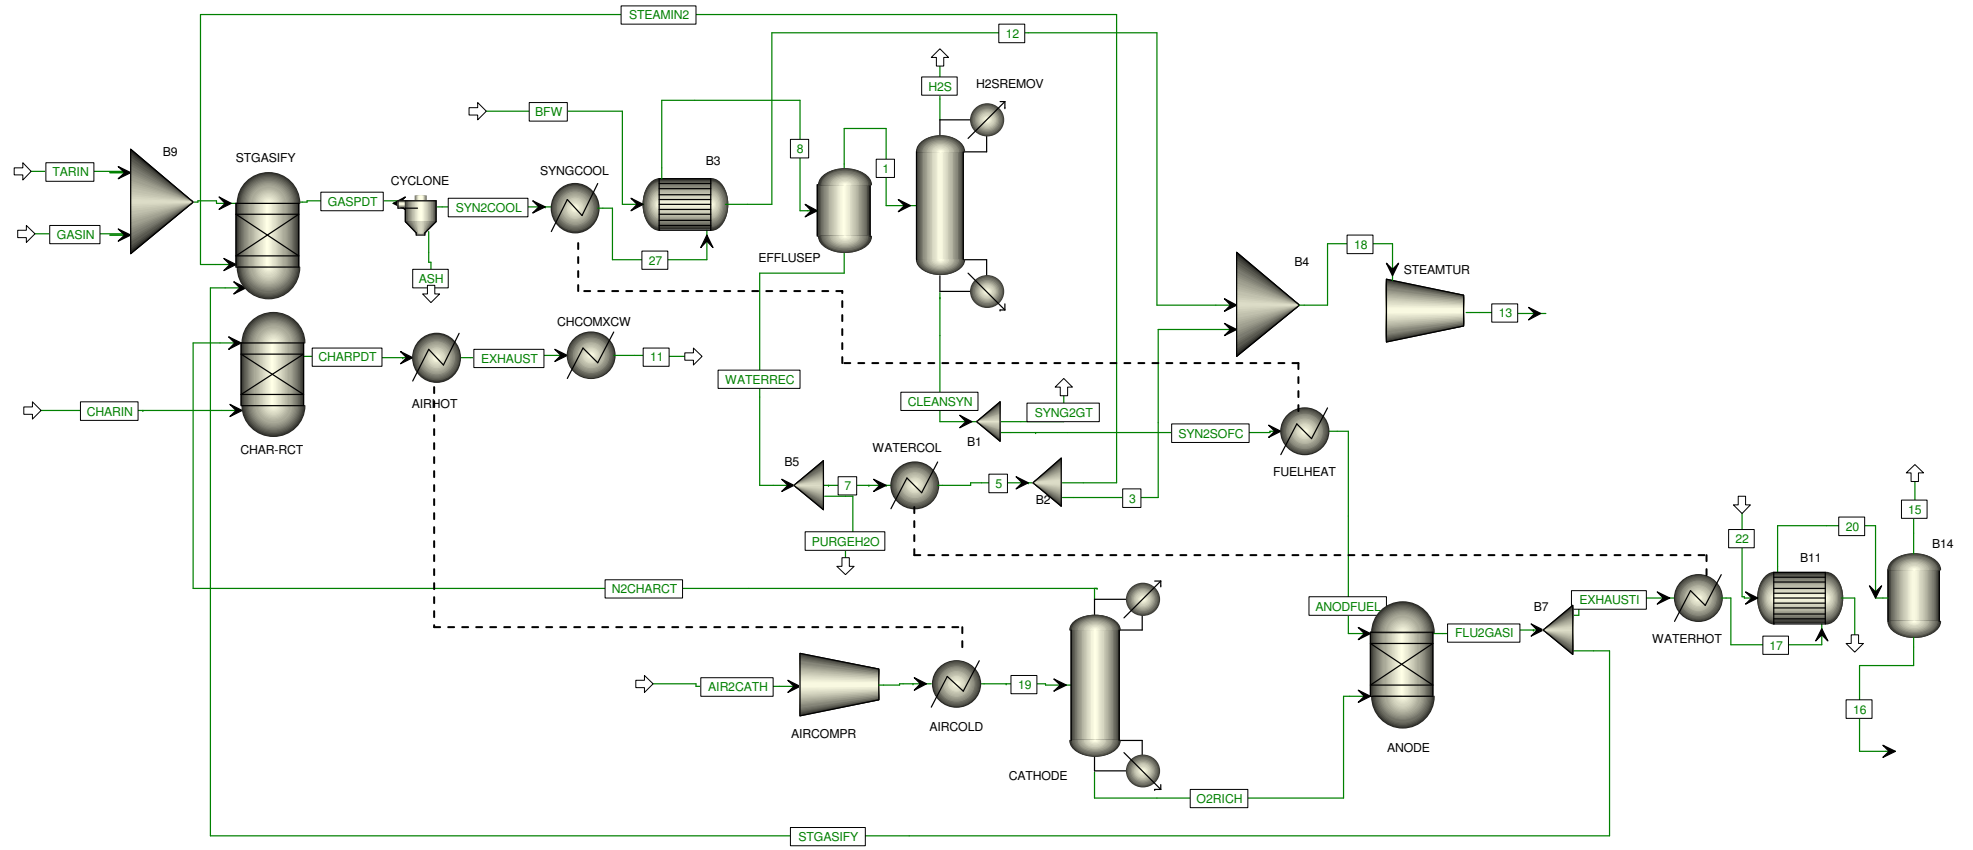 STEAMIN2
12
H2S
H2SREMOV
BFW
B9
STGASIFY
TARIN
GASIN
GASPDT
CYCLONE
SYN2COOL
ASH
SYNGCOOL
27
B3
8
1
EFFLUSEP
B4
18
STEAMTUR
13
CHCOMXCW
CHARPDT
EXHAUST
11
AIRHOT
CHARIN
CHAR-RCT
WATERREC
CLEANSYN
SYNG2GT
B1
SYN2SOFC
FUELHEAT
WATERCOL
B5
7
5
B2
3
PURGEH2O
15
22
20
B14
B11
N2CHARCT
ANODFUEL
EXHAUSTI
B7
FLU2GASI
WATERHOT
17
16
AIR2CATH
19
AIRCOMPR
AIRCOLD
CATHODE
ANODE
O2RICH
STGASIFY